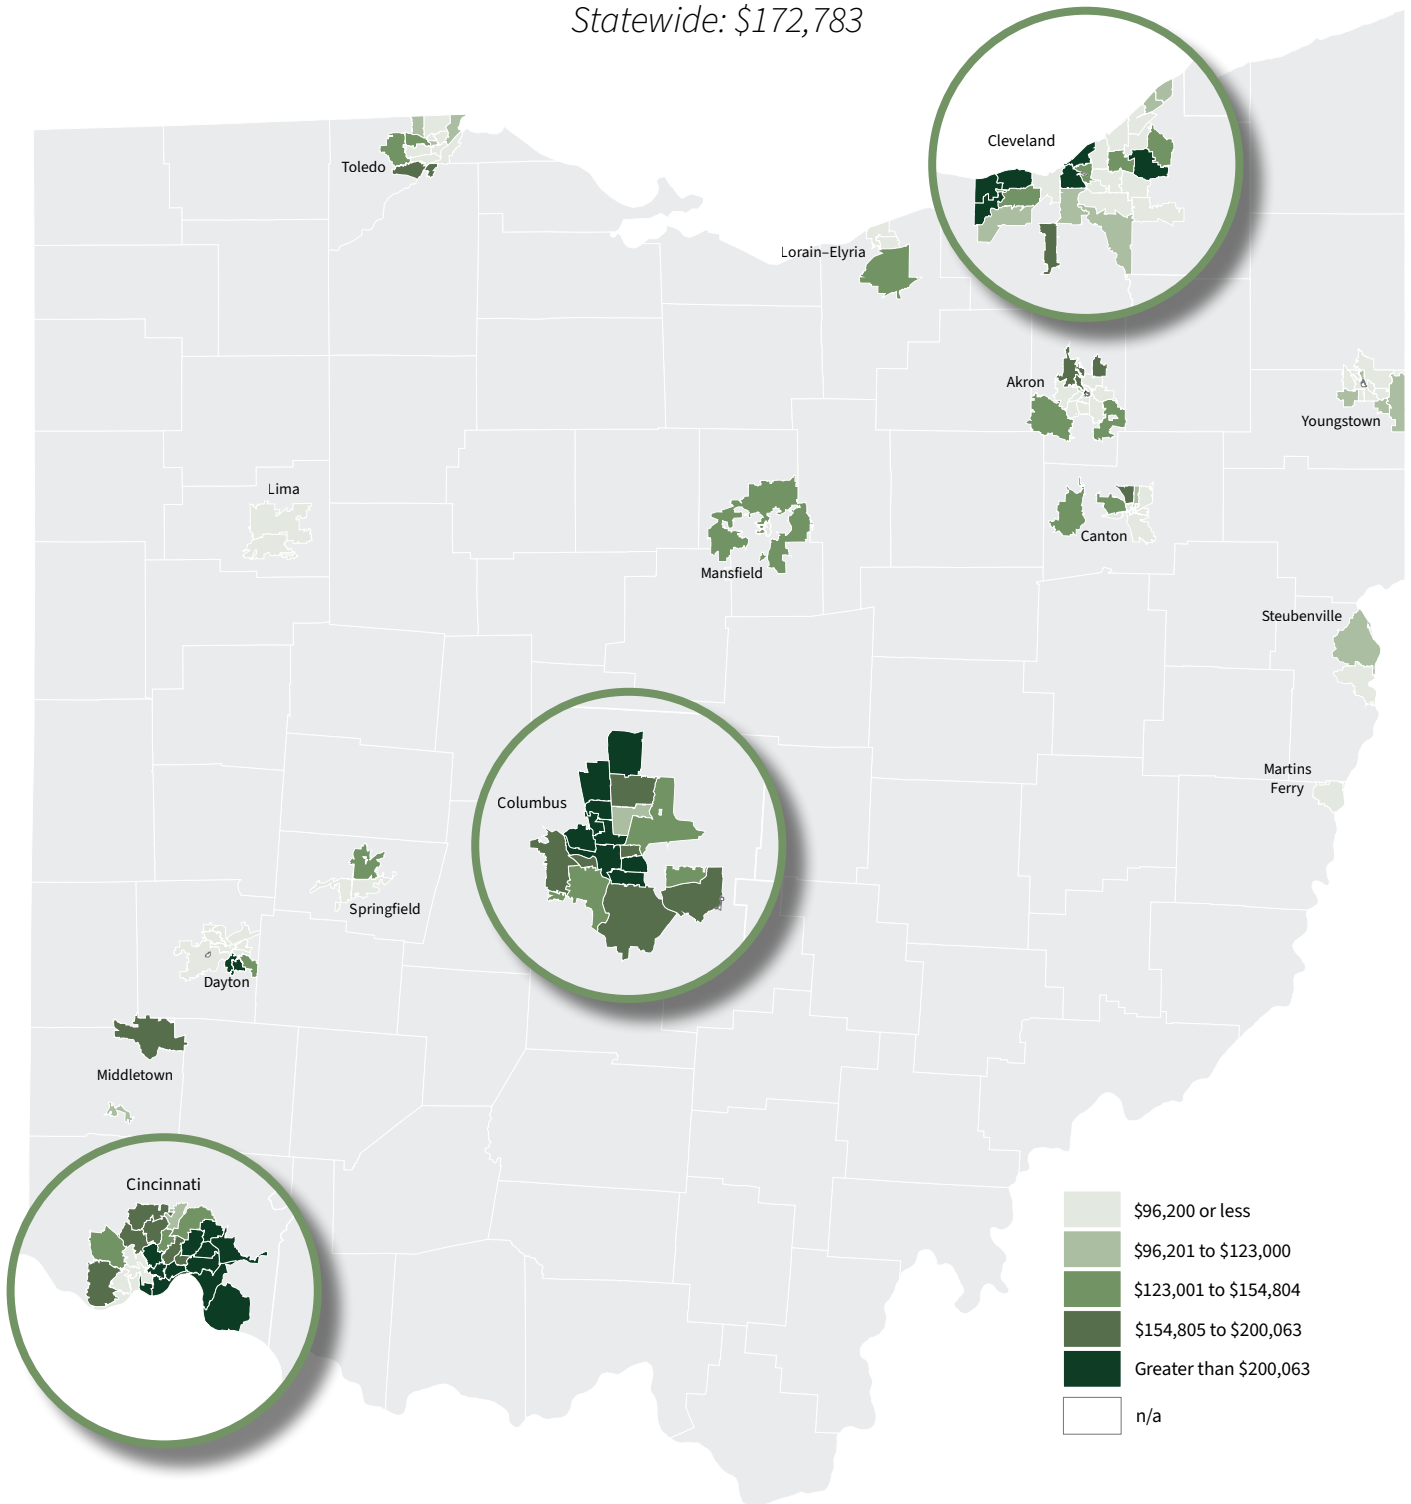 Statewide: $172,783
Cleveland
Toledo
Lorain–Elyria
Akron
Youngstown
Lima
Canton
Mansfield
Steubenville
Martins
Ferry
Columbus
Springfield
Dayton
Middletown
Cincinnati
$96,200 or less
$96,201 to $123,000
$123,001 to $154,804
$154,805 to $200,063
Greater than $200,063
n/a